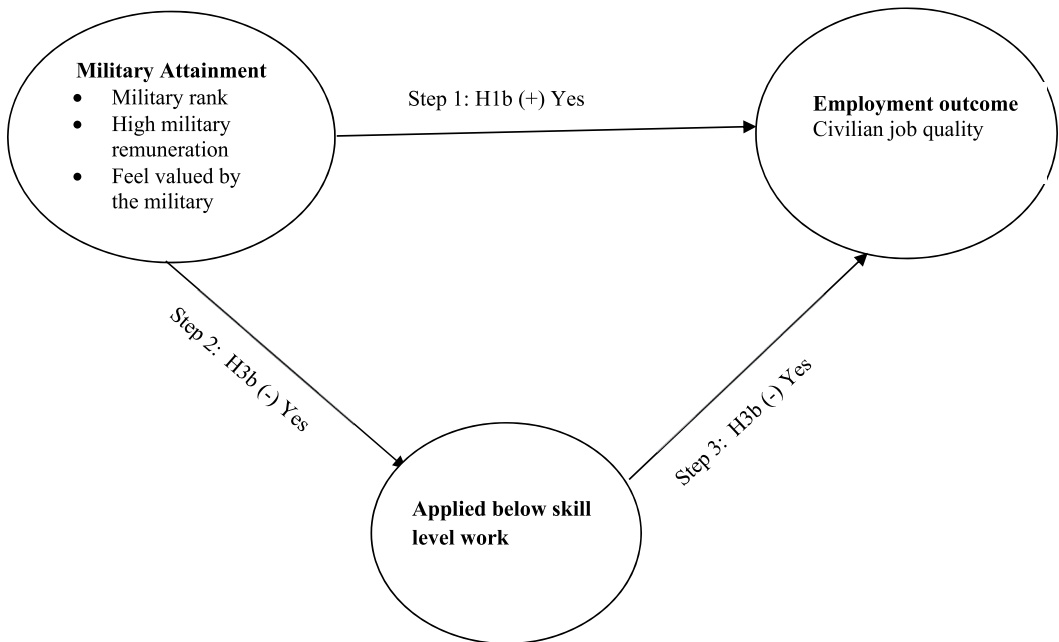 Military Attainment
• Military rank
• High military
remuneration
• Feel valued by
the military
Step 1: H1b (+) Yes
Employment outcome
Civilian job quality
Step 2: H3b (-) Yes
Step 3: H3b (-) Yes
Applied below skill
level work